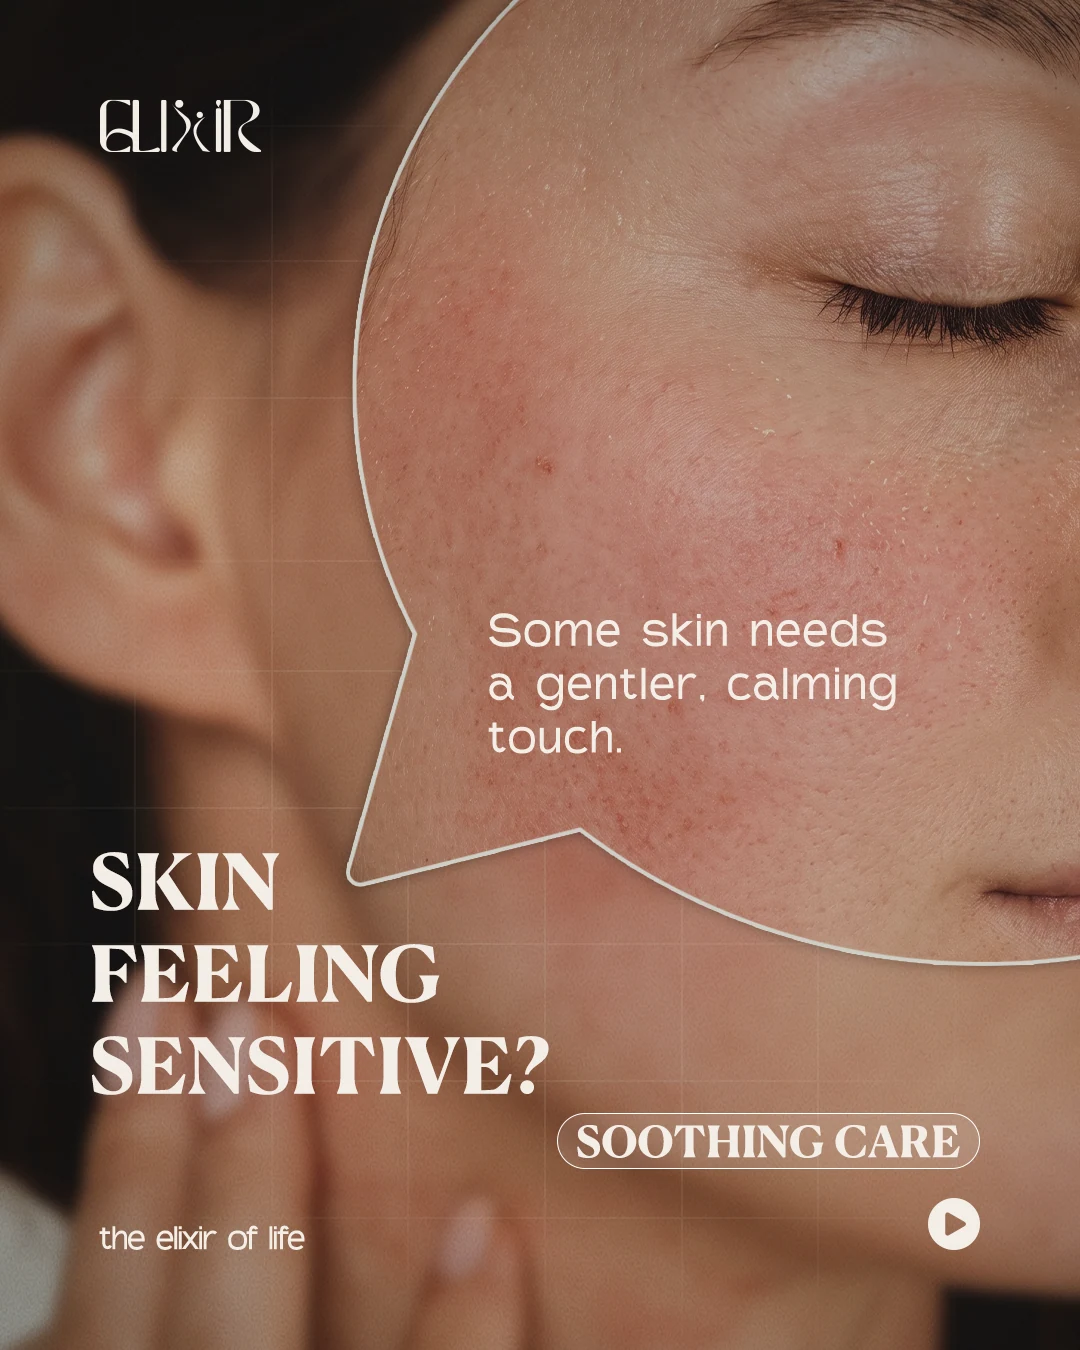 ELIXIR
Some skin needs
a gentler, calming
touch.
SKIN
FEELING
SENSITIVE?
SOOTHING CARE
the elixir of life